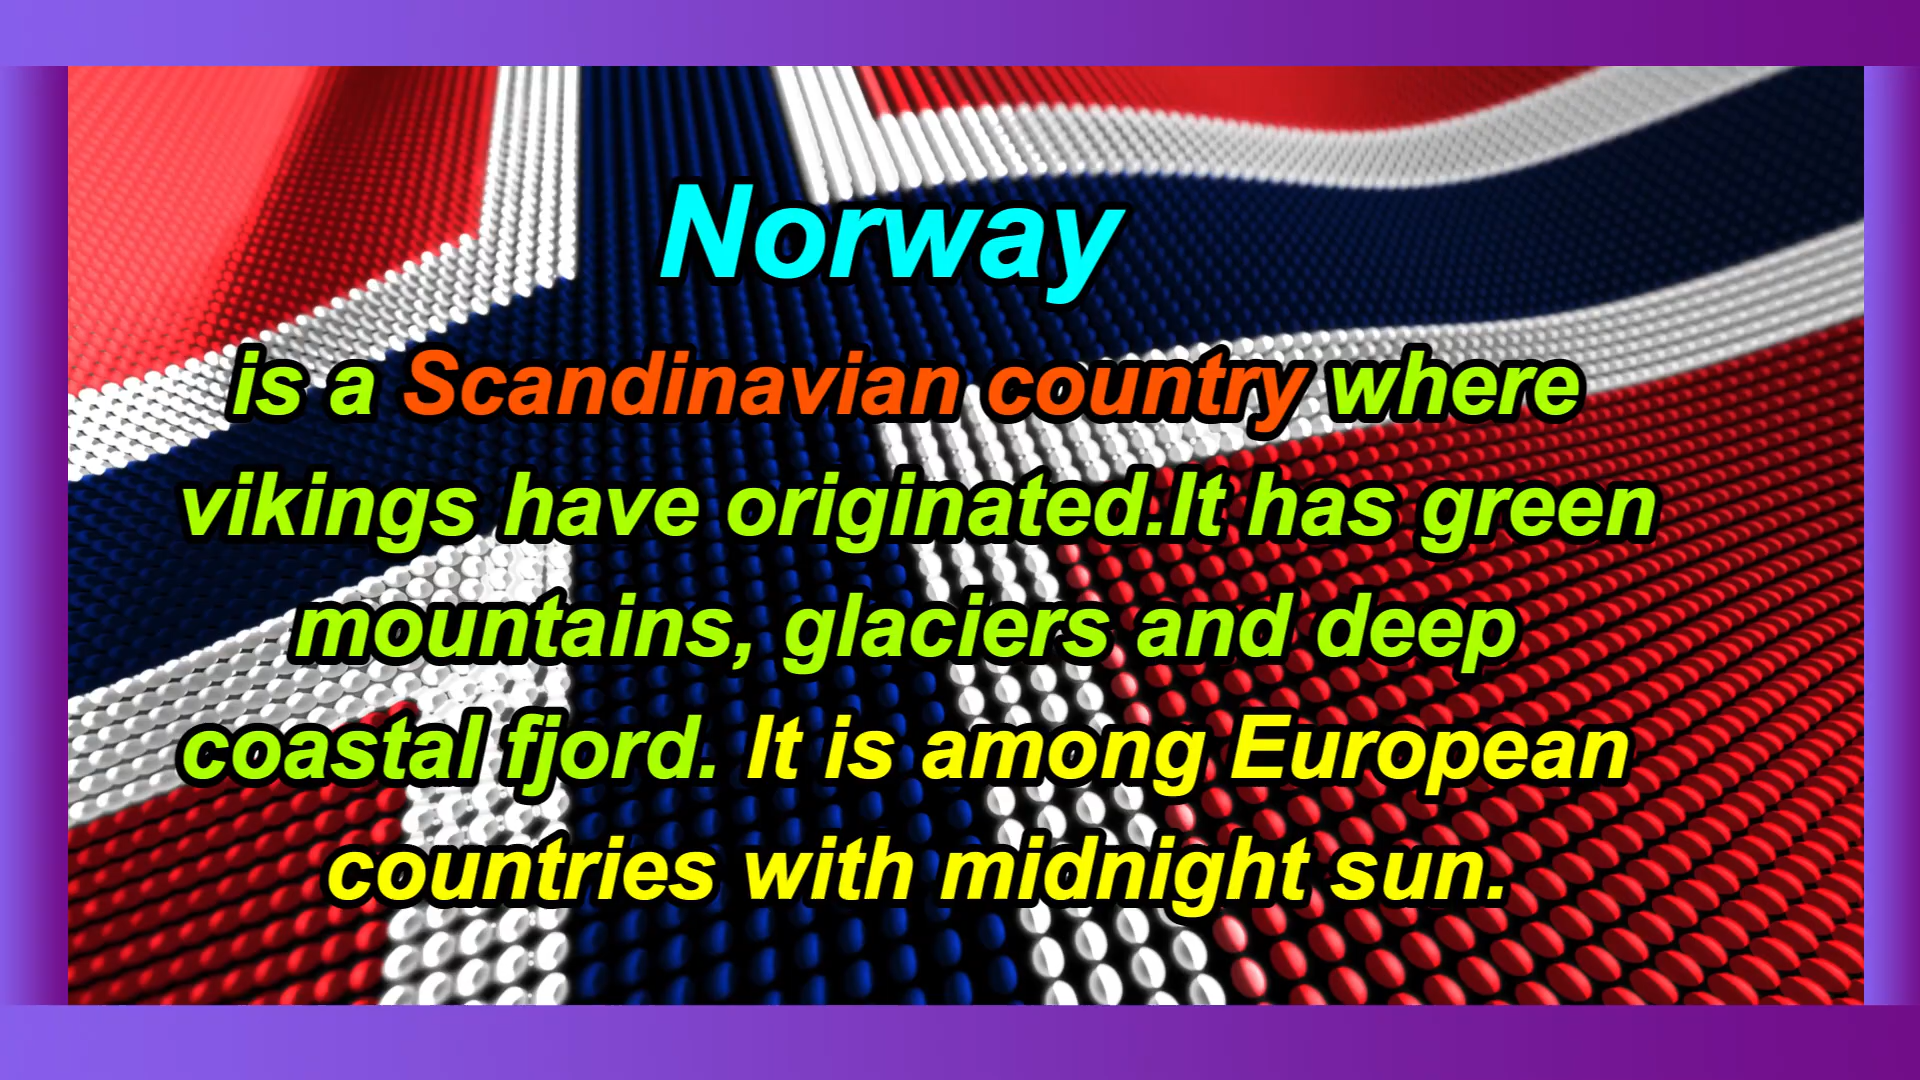 Norway
is a Scandinavian country where
vikings have originated.It has green
mountains, glaciers and deep
coastal fjord. It is among European
countries with midnight sun.